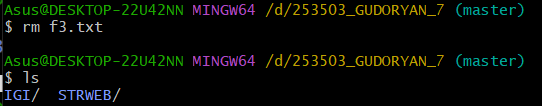 Asus@DESKTOP-22U42NN MINGW64 /d/253503_GUDORYAN_7 (master)
$ rm f3.txt
Asus@DESKTOP-22U42NN MINGW64 /d/253503_GUDORYAN_7 (master)
$ ls
IGI/ STRWEB/